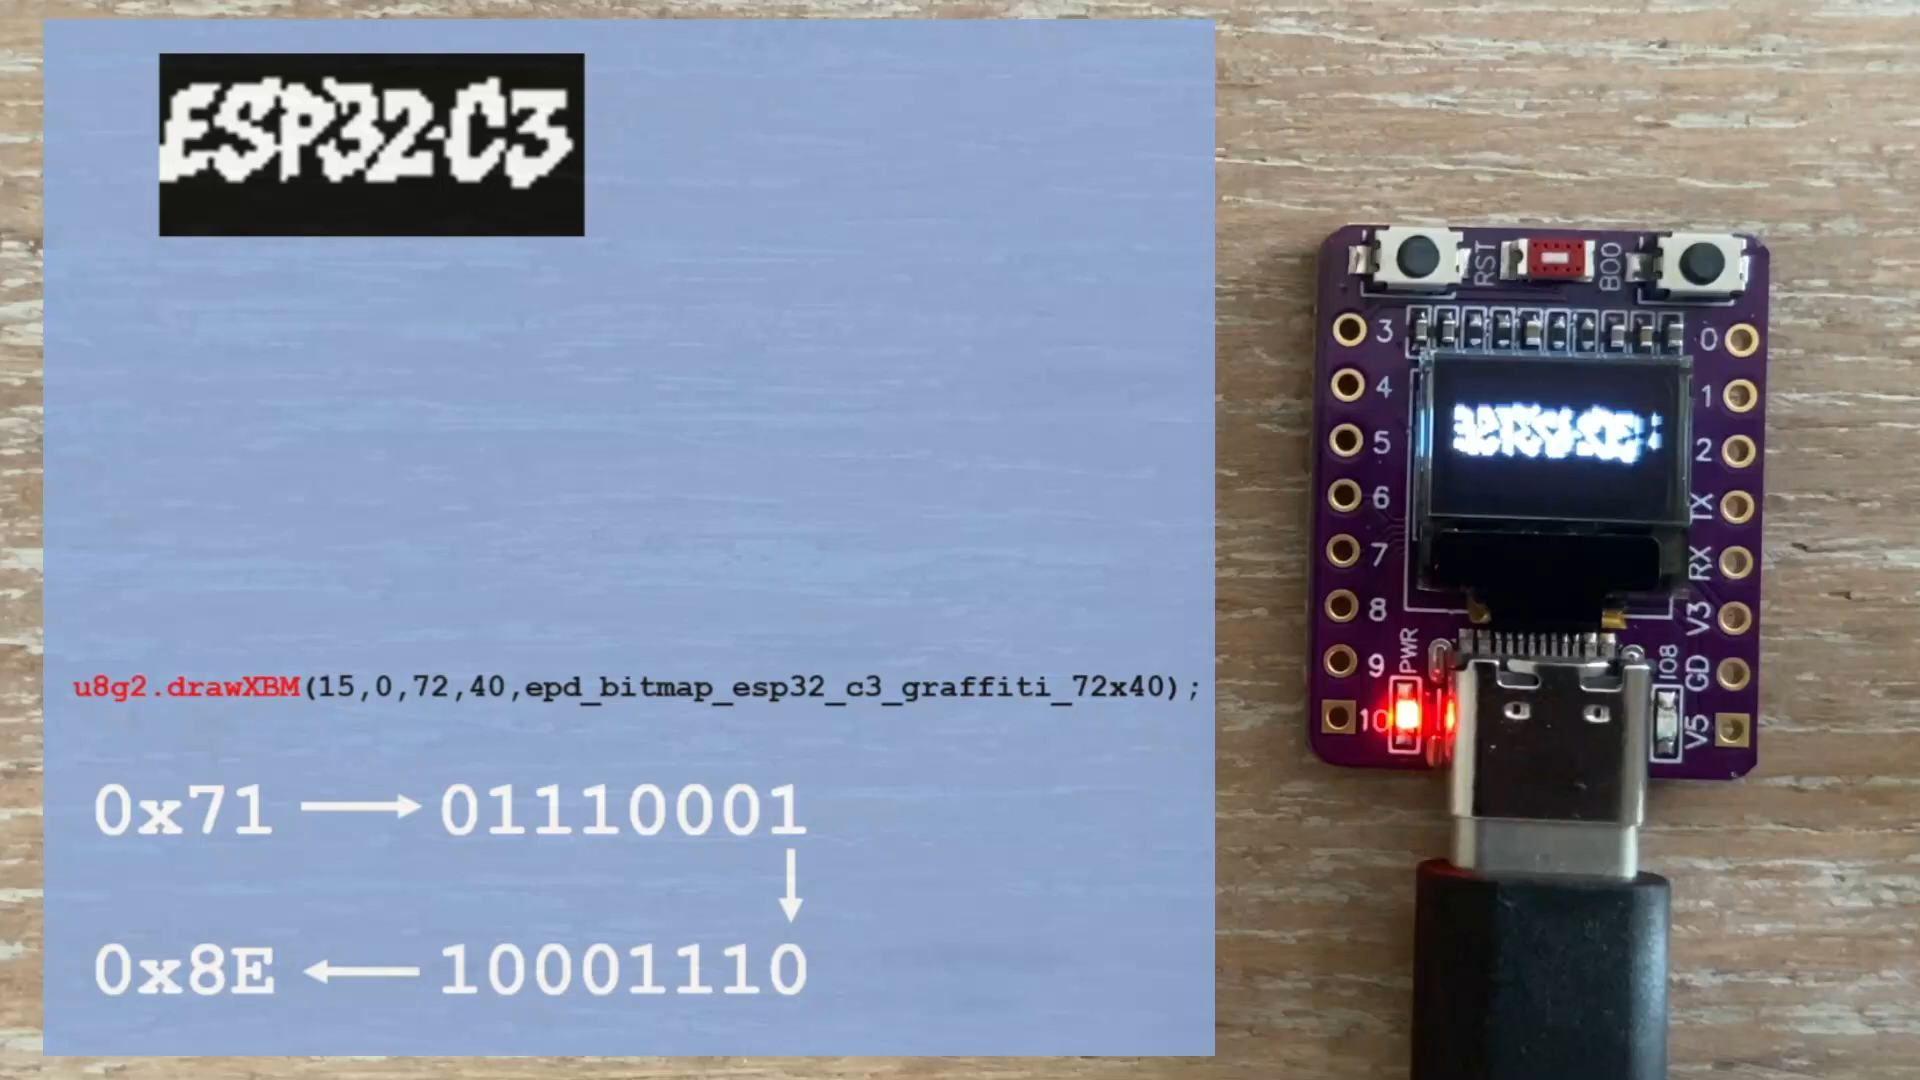 ESP32-C3
u8g2.drawXBM(15,0,72,40,epd_bitmap_esp32_c3_graffiti_72x40);
0x71 → 01110001
↓
0x8E ← 10001110
RST
BOO
3
4
5
6
7
8
9
10
PWR
0
1
2
TX
RX
V3
GD
V5
IO8